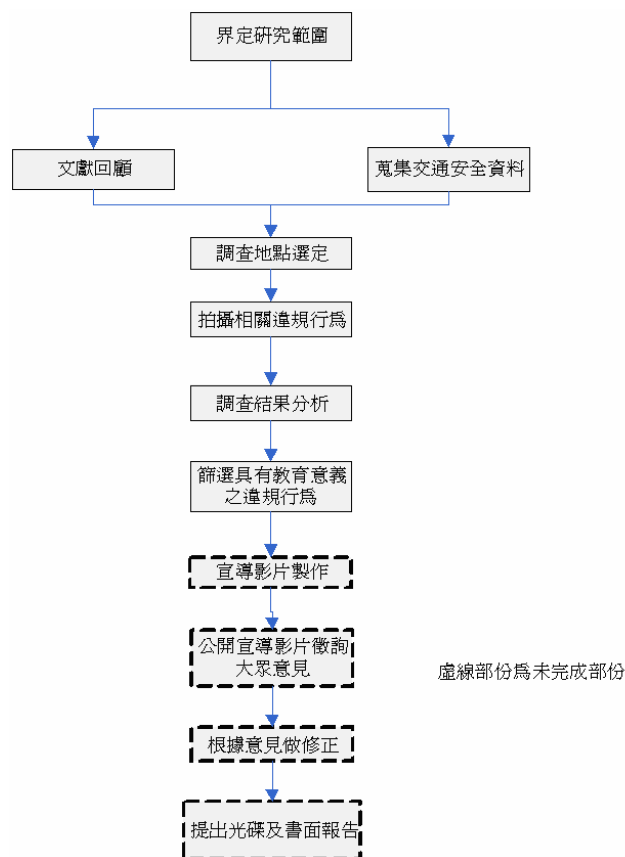 界定研究範圍
文獻回顧
蒐集交通安全資料
調查地點選定
拍攝相關違規行為
調查結果分析
篩選具有教育意義
之違規行為
宣導影片製作
公開宣導影片徵詢
大眾意見
虛線部份為未完成部份
根據意見做修正
提出光碟及書面報告